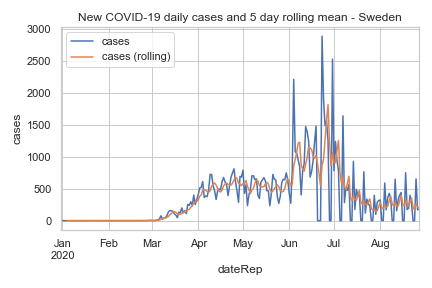 New COVID-19 daily cases and 5 day rolling mean - Sweden
cases
cases (rolling)
3000
2500
2000
1500
1000
500
0
cases
Jan Feb Mar Apr May Jun Jul Aug
2020
dateRep